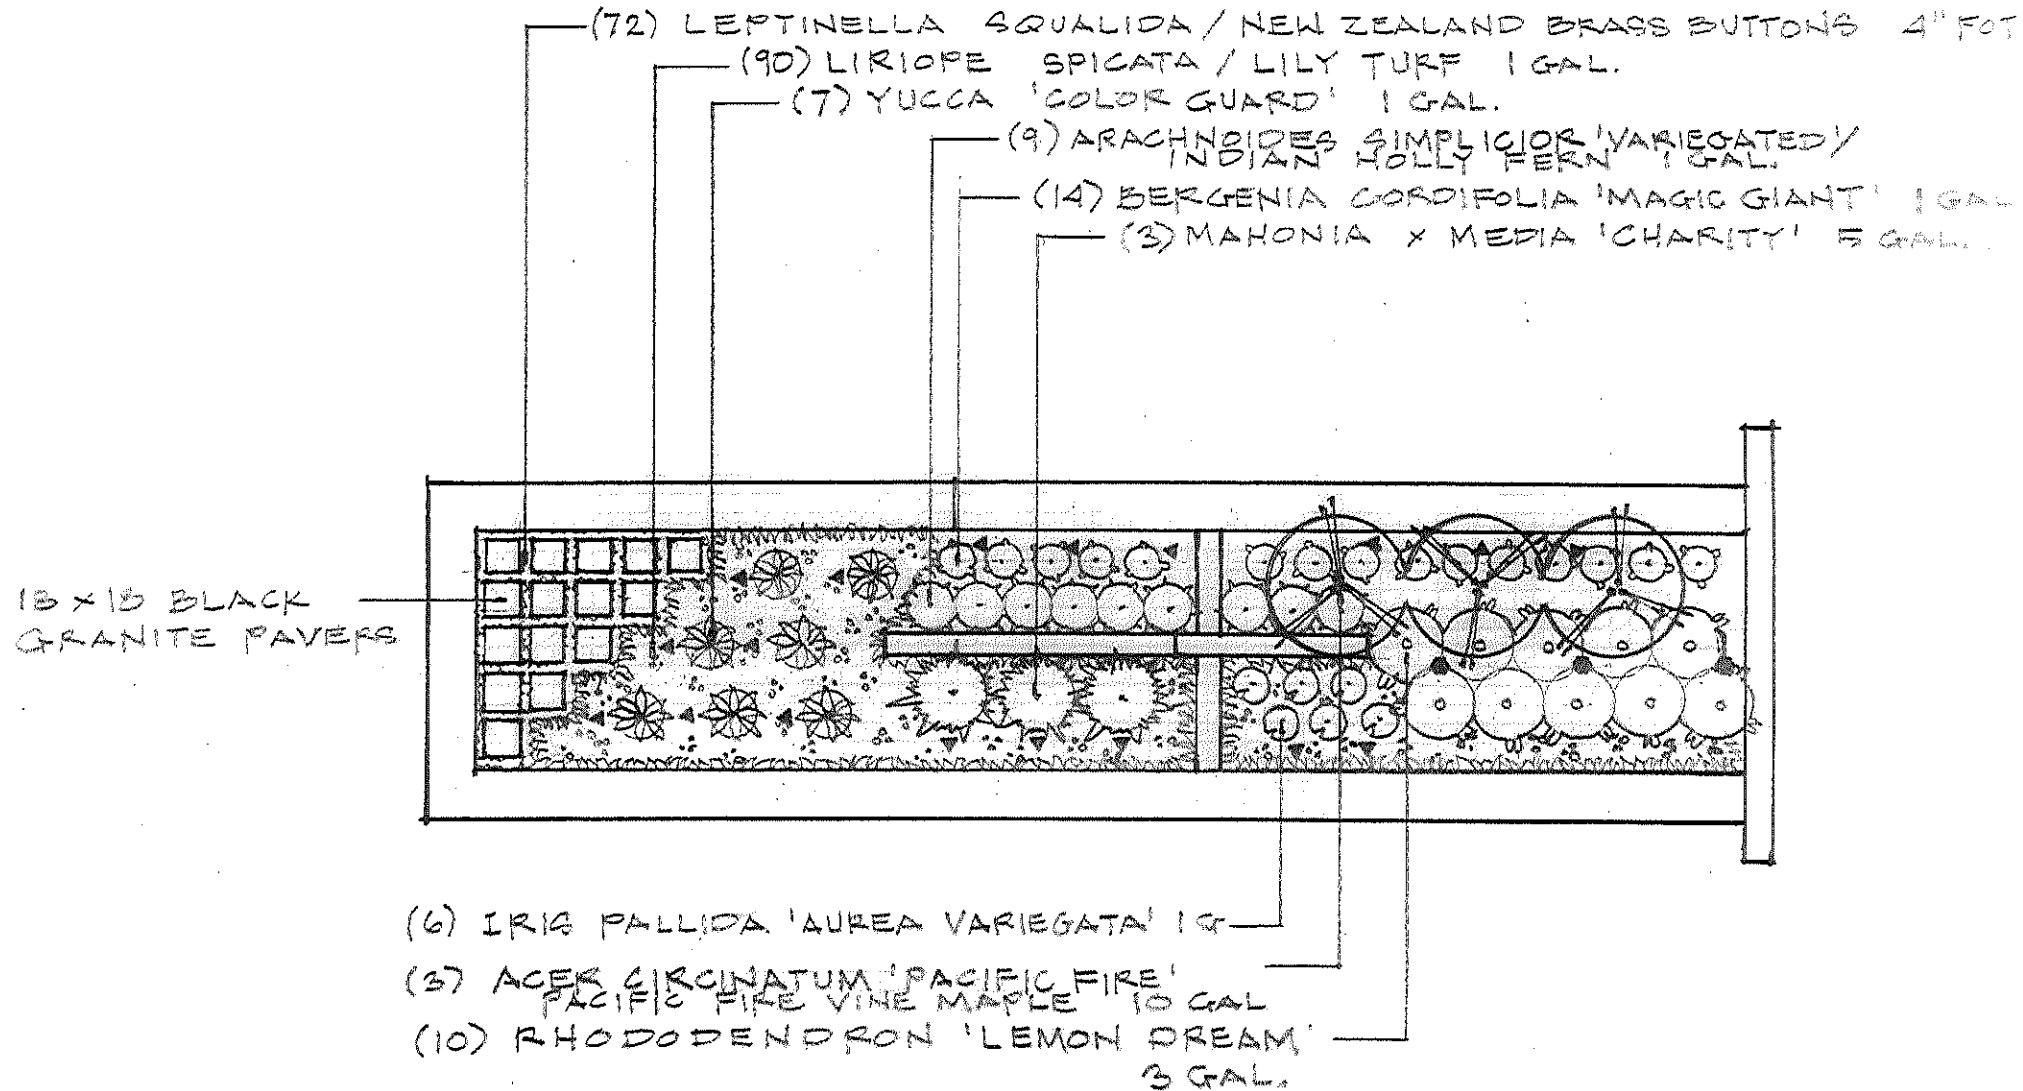 (72) LEPTINELLA SQUALIDA / NEW ZEALAND BRASS BUTTONS 4" POT
(90) LIRIOPE SPICATA / LILY TURF 1 GAL.
(7) YUCCA 'COLOR GUARD' 1 GAL.
(9) ARACHNOIDES SIMPLICIOR 'VARIEGATED'/
INDIAN HOLLY FERN 1 GAL.
(14) BERGENIA CORDIFOLIA 'MAGIC GIANT' 1 GAL
(3) MAHONIA x MEDIA 'CHARITY' 5 GAL.
18 x 18 BLACK
GRANITE PAVERS
(6) IRIS PALLIDA 'AUREA VARIEGATA' 1 G
(3) ACER CIRCINATUM 'PACIFIC FIRE'
PACIFIC FIRE VINE MAPLE 10 GAL
(10) RHODODENDRON 'LEMON DREAM'
3 GAL.